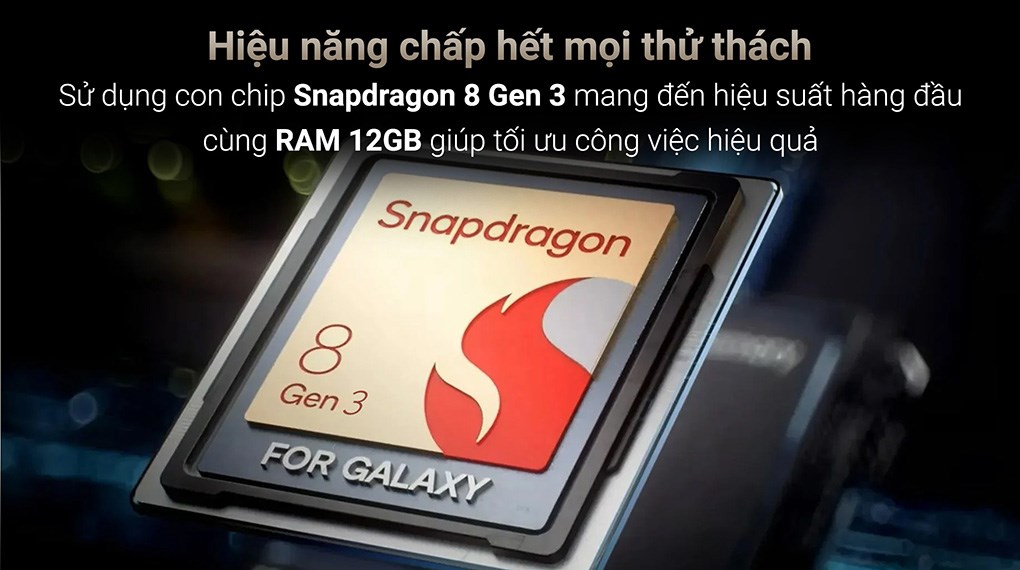 Hiệu năng chấp hết mọi thử thách
Sử dụng con chip Snapdragon 8 Gen 3 mang đến hiệu suất hàng đầu
cùng RAM 12GB giúp tối ưu công việc hiệu quả
Snapdragon
8
Gen 3
FOR GALAXY